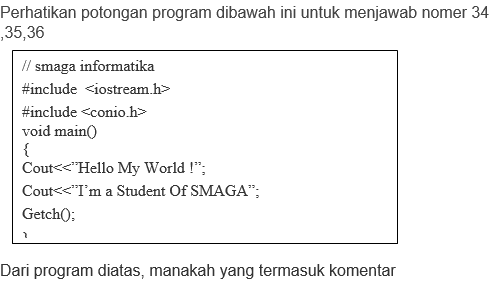 Perhatikan potongan program dibawah ini untuk menjawab nomer 34
,35,36
// smaga informatika
#include  <iostream.h>
#include <conio.h>
void main()
{
Cout<<”Hello My World !”;
Cout<<”I’m a Student Of SMAGA”;
Getch();
}
Dari program diatas, manakah yang termasuk komentar